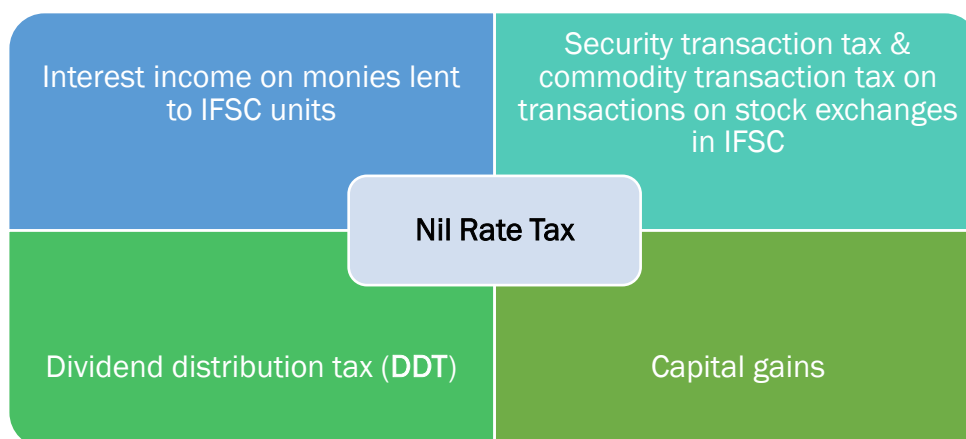 Interest income on monies lent
to IFSC units
Security transaction tax &
commodity transaction tax on
transactions on stock exchanges
in IFSC
Nil Rate Tax
Dividend distribution tax (DDT)
Capital gains